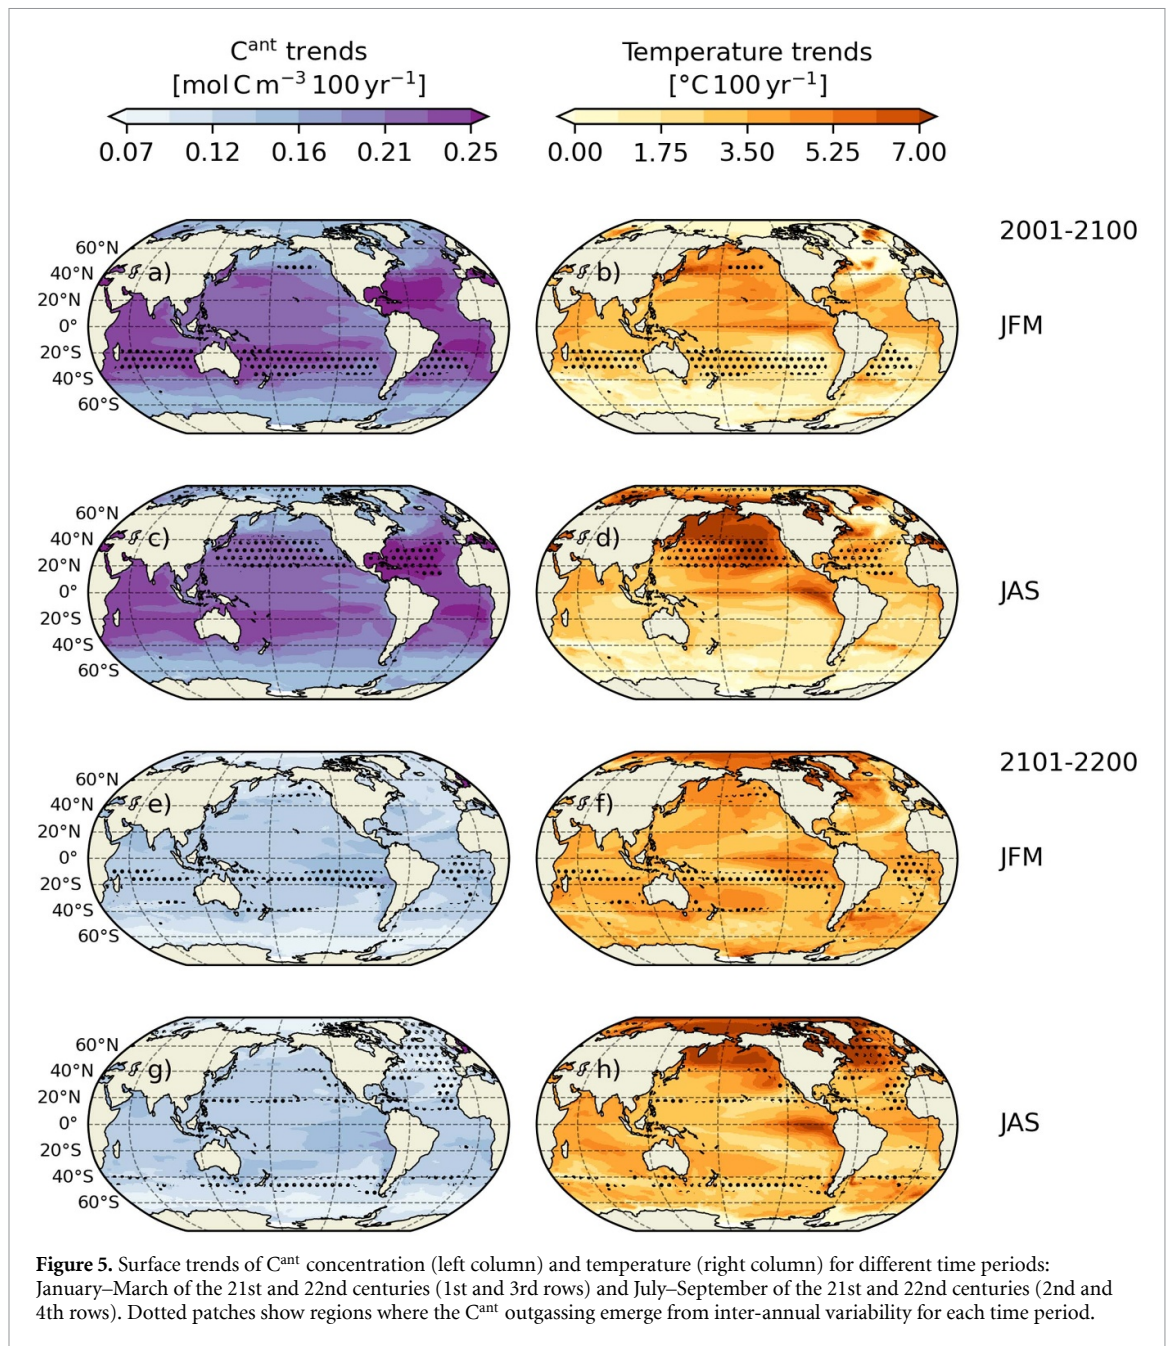 C^ant trends
[mol C m⁻³ 100 yr⁻¹]
0.07 0.12 0.16 0.21 0.25
Temperature trends
[°C 100 yr⁻¹]
0.00 1.75 3.50 5.25 7.00
60°N
40°N
20°N
0°
20°S
40°S
60°S
a)
b)
2001-2100
JFM
60°N
40°N
20°N
0°
20°S
40°S
60°S
c)
d)
JAS
60°N
40°N
20°N
0°
20°S
40°S
60°S
e)
f)
2101-2200
JFM
60°N
40°N
20°N
0°
20°S
40°S
60°S
g)
h)
JAS
Figure 5. Surface trends of C^ant concentration (left column) and temperature (right column) for different time periods:
January–March of the 21st and 22nd centuries (1st and 3rd rows) and July–September of the 21st and 22nd centuries (2nd and
4th rows). Dotted patches show regions where the C^ant outgassing emerge from inter-annual variability for each time period.